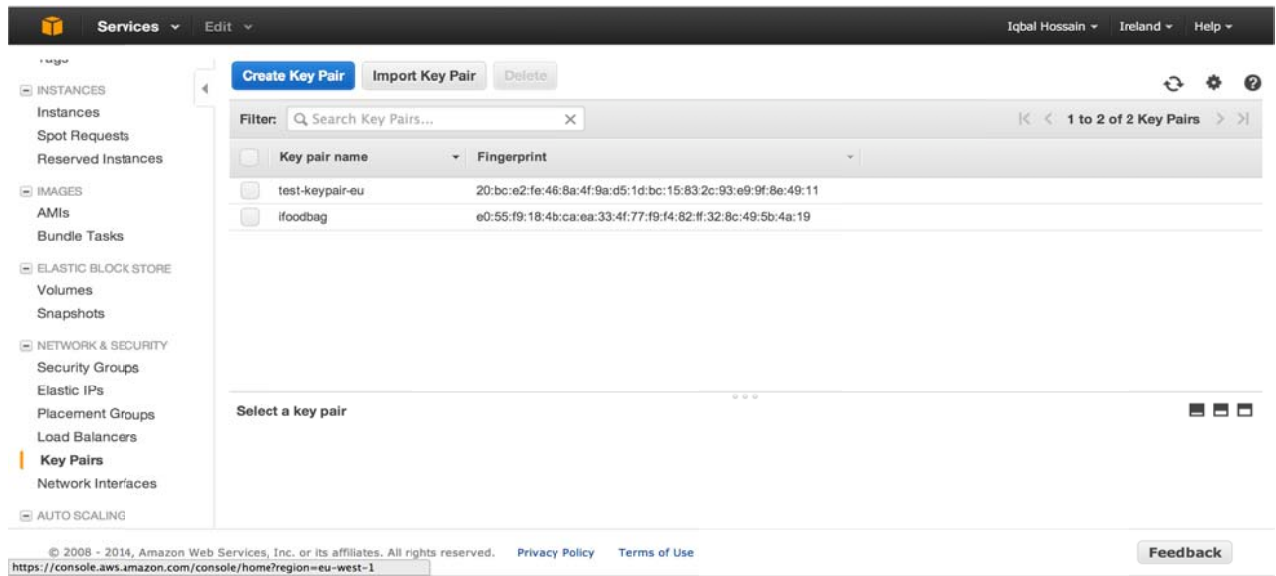 Services Edit Iqbal Hossain Ireland Help
Tags
INSTANCES
Instances
Spot Requests
Reserved Instances
IMAGES
AMIs
Bundle Tasks
ELASTIC BLOCK STORE
Volumes
Snapshots
NETWORK & SECURITY
Security Groups
Elastic IPs
Placement Groups
Load Balancers
Key Pairs
Network Interfaces
AUTO SCALING
Create Key Pair Import Key Pair Delete
Filter: Search Key Pairs... 1 to 2 of 2 Key Pairs
Key pair name Fingerprint
test-keypair-eu 20:bc:e2:fe:46:8a:4f:9a:d5:1d:bc:15:83:2c:93:e9:9f:8e:49:11
ifoodbag e0:55:f9:18:4b:ca:ea:33:4f:77:f9:f4:82:ff:32:8c:49:5b:4a:19
Select a key pair
© 2008 - 2014, Amazon Web Services, Inc. or its affiliates. All rights reserved. Privacy Policy Terms of Use Feedback
https://console.aws.amazon.com/console/home?region=eu-west-1